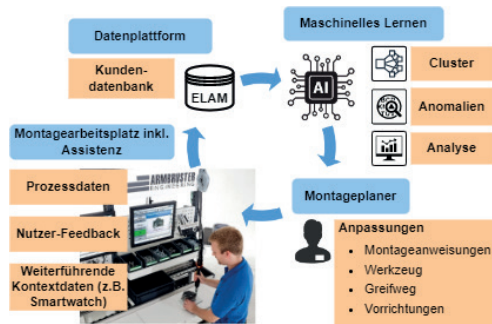 Datenplattform
Kunden-
datenbank
ELAM
Maschinelles Lernen
AI
Cluster
Anomalien
Analyse
Montagearbeitsplatz inkl.
Assistenz
Prozessdaten
Nutzer-Feedback
Weiterführende
Kontextdaten (z.B.
Smartwatch)
ARMBRUSTER
ENGINEERING
Montageplaner
Anpassungen
• Montageanweisungen
• Werkzeug
• Greifweg
• Vorrichtungen